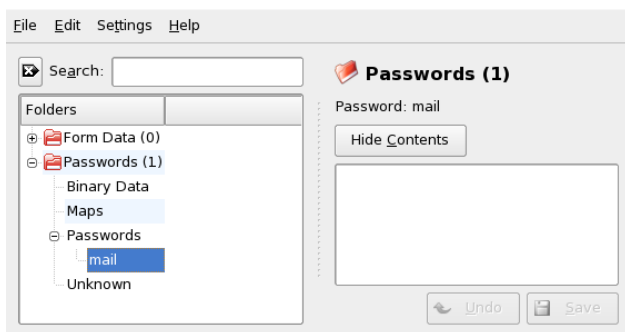 File Edit Settings Help
Search:
Folders
Form Data (0)
Passwords (1)
Binary Data
Maps
Passwords
mail
Unknown
Passwords (1)
Password: mail
Hide Contents
Undo Save